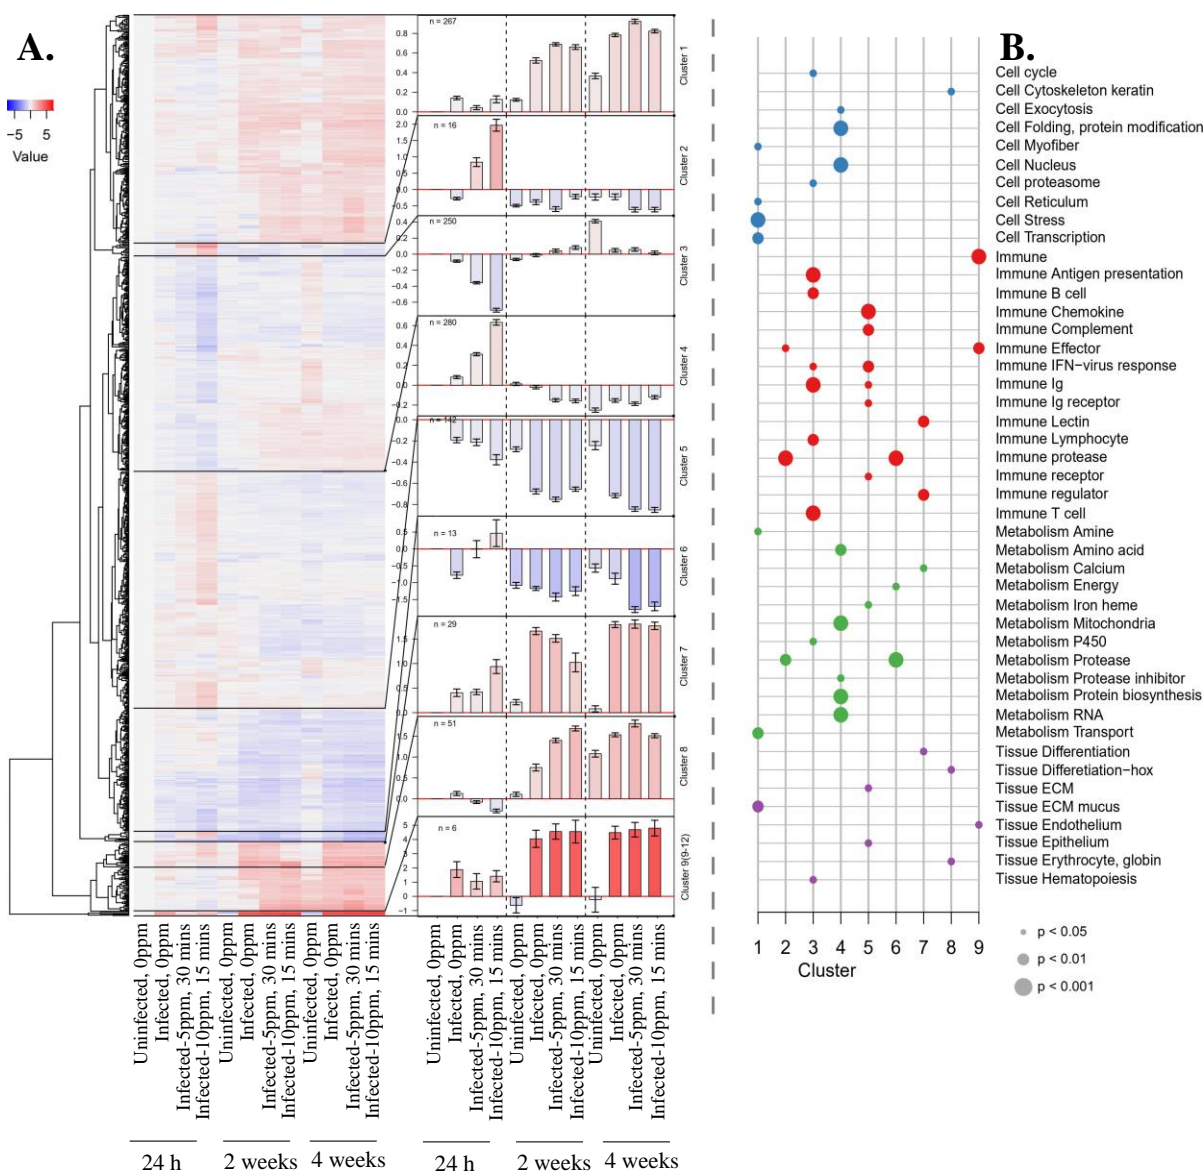 A.
−5 5
Value
n = 267
0.8
0.6
0.4
0.2
0.0
Cluster 1
n = 16
2.0
1.5
1.0
0.5
0.0
−0.5
Cluster 2
n = 250
0.4
0.2
0.0
−0.2
−0.4
−0.6
Cluster 3
n = 280
0.6
0.4
0.2
0.0
−0.2
Cluster 4
n = 142
0.0
−0.2
−0.4
−0.6
−0.8
Cluster 5
n = 13
0.5
0.0
−0.5
−1.0
−1.5
Cluster 6
n = 29
1.5
1.0
0.5
0.0
Cluster 7
n = 51
1.5
1.0
0.5
0.0
Cluster 8
n = 6
5
4
3
2
1
0
−1
Cluster 9(9-12)
Uninfected, 0ppm
Infected, 0ppm
Infected-5ppm, 30 mins
Infected-10ppm, 15 mins
Uninfected, 0ppm
Infected, 0ppm
Infected-5ppm, 30 mins
Infected-10ppm, 15 mins
Uninfected, 0ppm
Infected, 0ppm
Infected-5ppm, 30 mins
Infected-10ppm, 15 mins
24 h
2 weeks
4 weeks
Uninfected, 0ppm
Infected, 0ppm
Infected-5ppm, 30 mins
Infected-10ppm, 15 mins
Uninfected, 0ppm
Infected, 0ppm
Infected-5ppm, 30 mins
Infected-10ppm, 15 mins
Uninfected, 0ppm
Infected, 0ppm
Infected-5ppm, 30 mins
Infected-10ppm, 15 mins
24 h
2 weeks
4 weeks
B.
Cell cycle
Cell Cytoskeleton keratin
Cell Exocytosis
Cell Folding, protein modification
Cell Myofiber
Cell Nucleus
Cell proteasome
Cell Reticulum
Cell Stress
Cell Transcription
Immune
Immune Antigen presentation
Immune B cell
Immune Chemokine
Immune Complement
Immune Effector
Immune IFN−virus response
Immune Ig
Immune Ig receptor
Immune Lectin
Immune Lymphocyte
Immune protease
Immune receptor
Immune regulator
Immune T cell
Metabolism Amine
Metabolism Amino acid
Metabolism Calcium
Metabolism Energy
Metabolism Iron heme
Metabolism Mitochondria
Metabolism P450
Metabolism Protease
Metabolism Protease inhibitor
Metabolism Protein biosynthesis
Metabolism RNA
Metabolism Transport
Tissue Differentiation
Tissue Differetiation−hox
Tissue ECM
Tissue ECM mucus
Tissue Endothelium
Tissue Epithelium
Tissue Erythrocyte, globin
Tissue Hematopoiesis
1 2 3 4 5 6 7 8 9
Cluster
p < 0.05
p < 0.01
p < 0.001